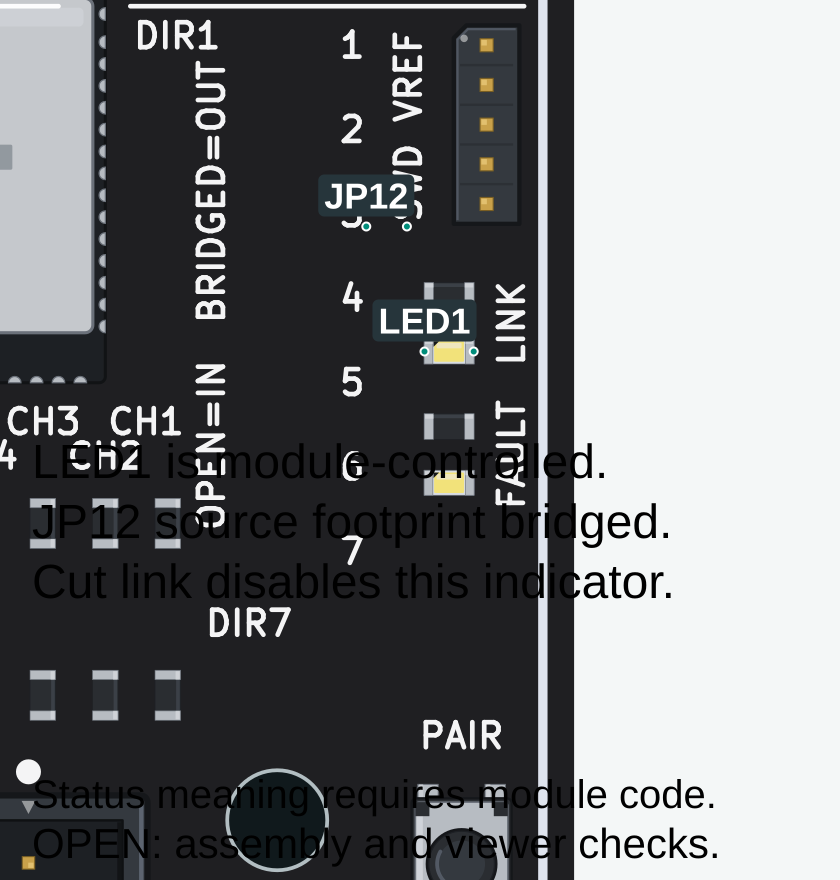 DIR1
BRIDGED=OUT
OPEN=IN
1
2
4
5
6
7
VREF
JP12
LED1
LINK
FAULT
CH3 CH1
4 CH2
LED1 is module-controlled.
JP12 source footprint bridged.
Cut link disables this indicator.
DIR7
PAIR
Status meaning requires module code.
OPEN: assembly and viewer checks.